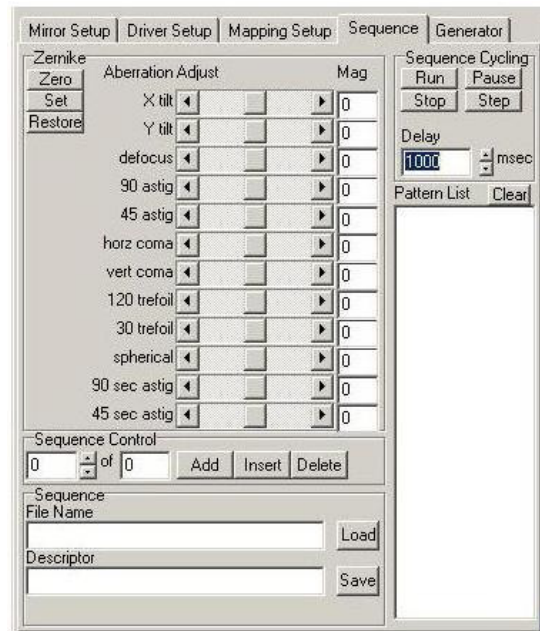 Mirror Setup Driver Setup Mapping Setup Sequence Generator
Zernike
Zero
Set
Restore
Aberration Adjust Mag
X tilt 0
Y tilt 0
defocus 0
90 astig 0
45 astig 0
horz coma 0
vert coma 0
120 trefoil 0
30 trefoil 0
spherical 0
90 sec astig 0
45 sec astig 0
Sequence Control
0 of 0 Add Insert Delete
Sequence
File Name
Load
Descriptor
Save
Sequence Cycling
Run Pause
Stop Step
Delay
1000 msec
Pattern List Clear